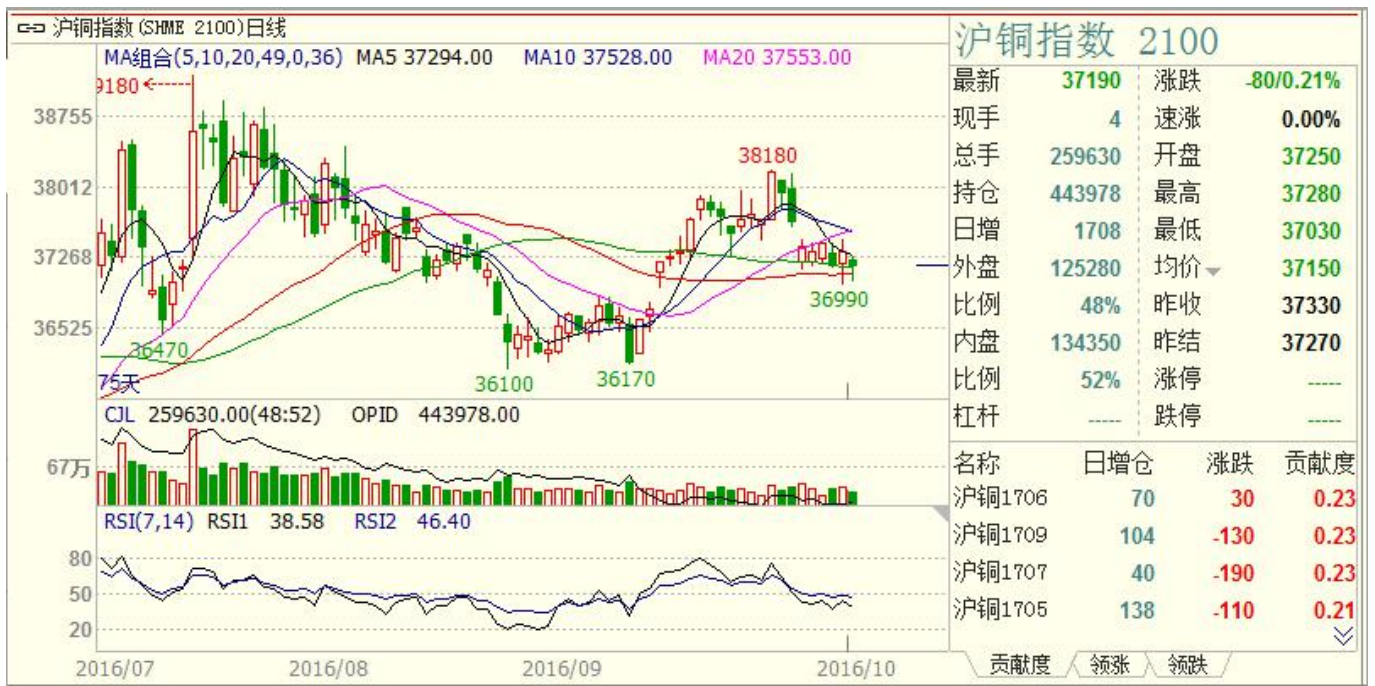 沪铜指数(SHME 2100)日线
MA组合(5,10,20,49,0,36) MA5 37294.00 MA10 37528.00 MA20 37553.00
9180
38755
38012
37268
36525
38180
36990
36470
36100
36170
75天
CJL 259630.00(48:52) OPID 443978.00
67万
RSI(7,14) RSI1 38.58 RSI2 46.40
80
50
20
2016/07 2016/08 2016/09 2016/10
沪铜指数 2100
最新 37190 涨跌 -80/0.21%
现手 4 速涨 0.00%
总手 259630 开盘 37250
持仓 443978 最高 37280
日增 1708 最低 37030
外盘 125280 均价 37150
比例 48% 昨收 37330
内盘 134350 昨结 37270
比例 52% 涨停 -----
杠杆 ----- 跌停 -----
名称 日增仓 涨跌 贡献度
沪铜1706 70 30 0.23
沪铜1709 104 -130 0.23
沪铜1707 40 -190 0.23
沪铜1705 138 -110 0.21
贡献度 领涨 领跌